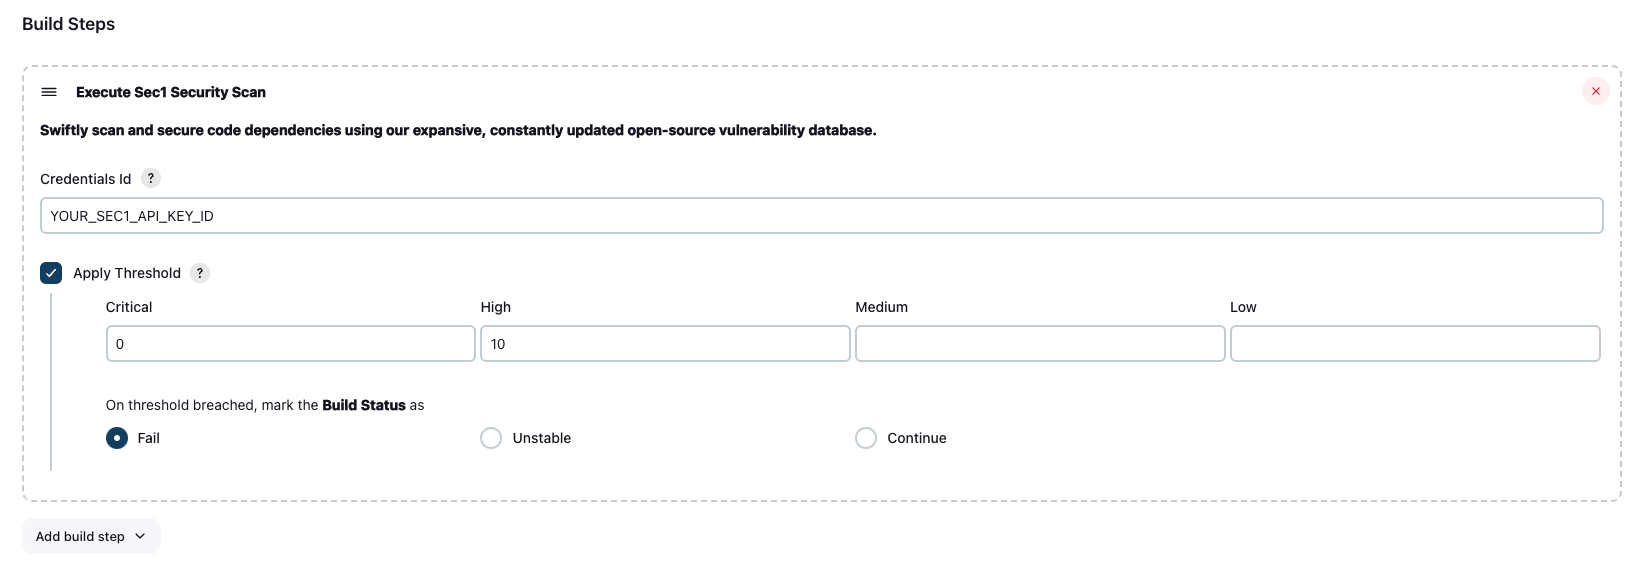 Build Steps
Execute Sec1 Security Scan
Swiftly scan and secure code dependencies using our expansive, constantly updated open-source vulnerability database.
Credentials Id ?
YOUR_SEC1_API_KEY_ID
Apply Threshold ?
Critical High Medium Low
0 10
On threshold breached, mark the Build Status as
Fail Unstable Continue
Add build step